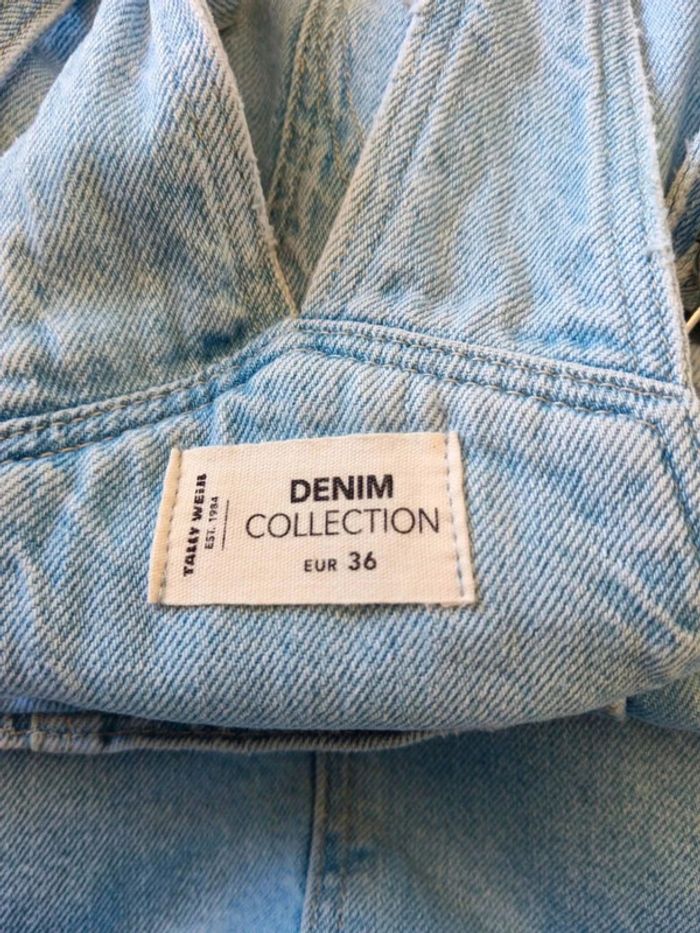 TALLY WEiJL
EST. 1984
DENIM
COLLECTION
EUR 36